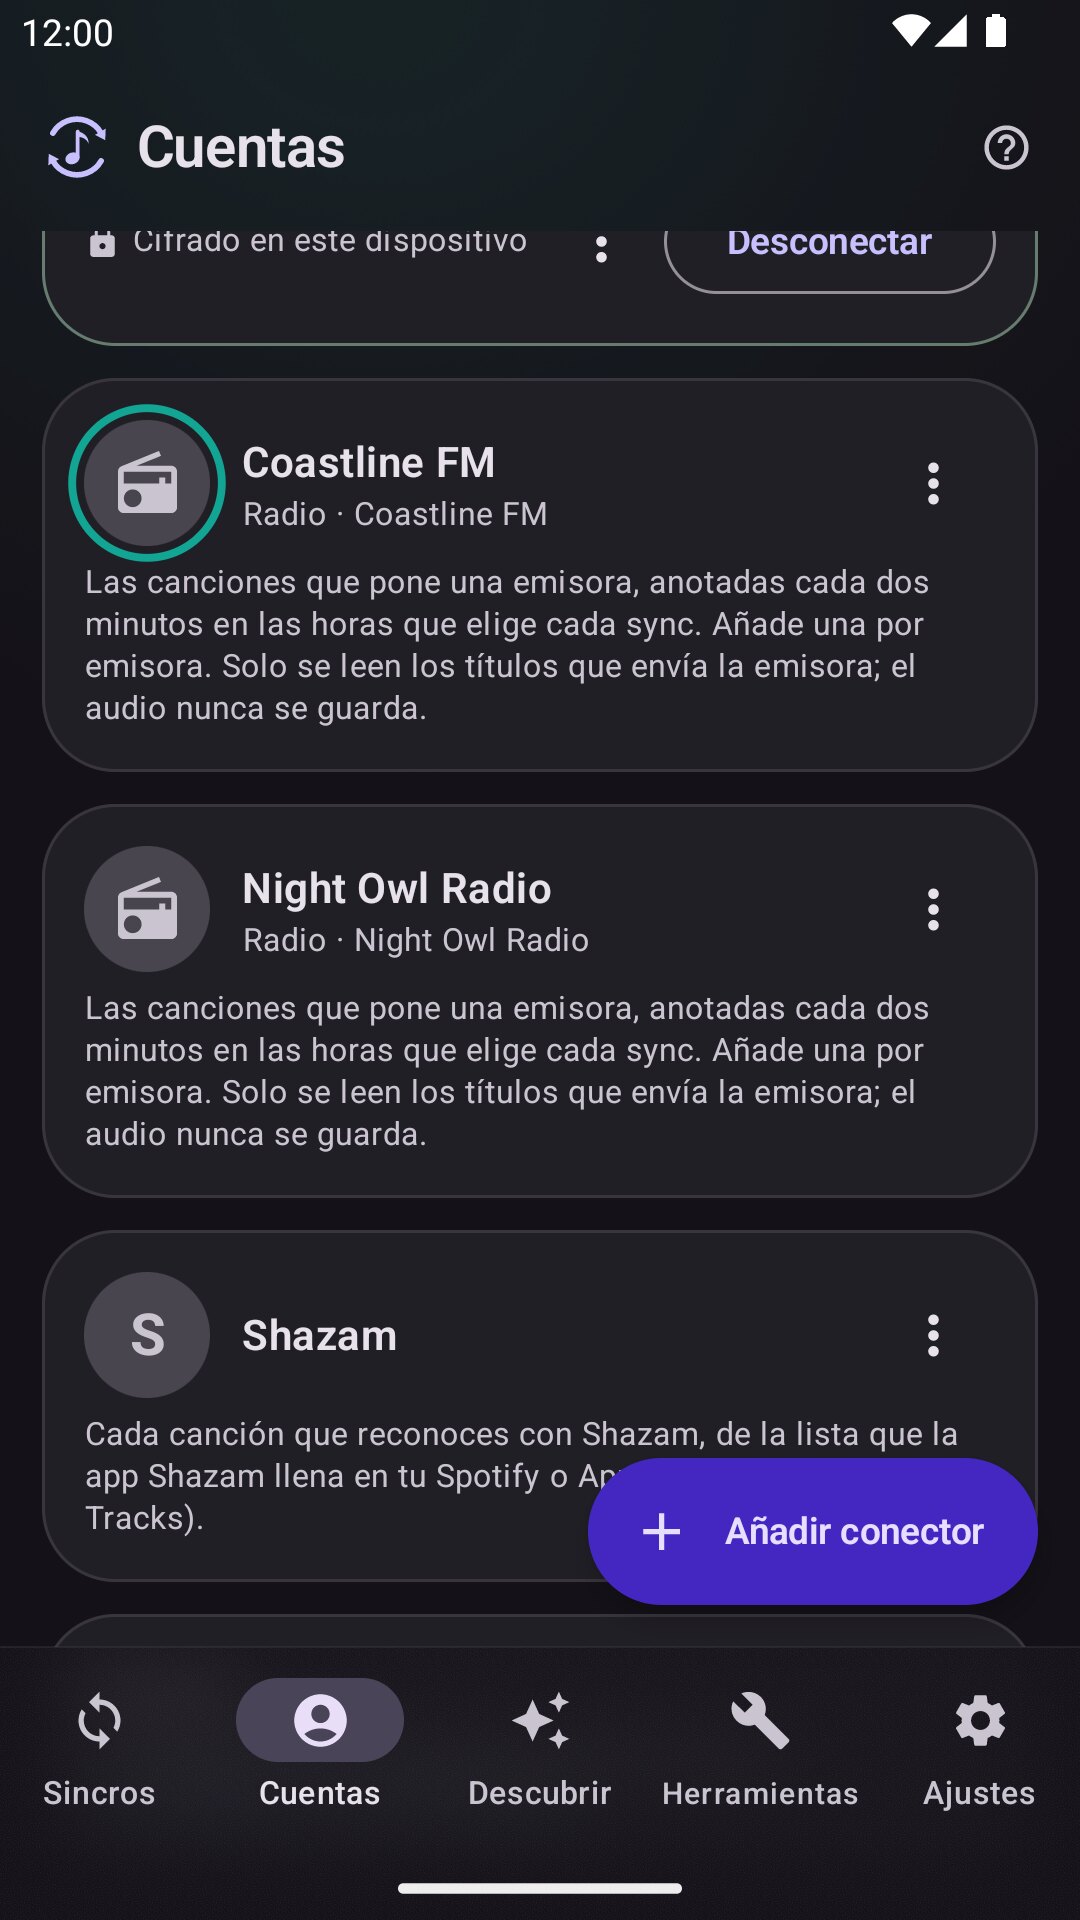 12:00
Cuentas
Cifrado en este dispositivo
Desconectar
Coastline FM
Radio · Coastline FM
Las canciones que pone una emisora, anotadas cada dos
minutos en las horas que elige cada sync. Añade una por
emisora. Solo se leen los títulos que envía la emisora; el
audio nunca se guarda.
Night Owl Radio
Radio · Night Owl Radio
Las canciones que pone una emisora, anotadas cada dos
minutos en las horas que elige cada sync. Añade una por
emisora. Solo se leen los títulos que envía la emisora; el
audio nunca se guarda.
S
Shazam
Cada canción que reconoces con Shazam, de la lista que la
app Shazam llena en tu Spotify o
Tracks).
Añadir conector
Sincros
Cuentas
Descubrir
Herramientas
Ajustes